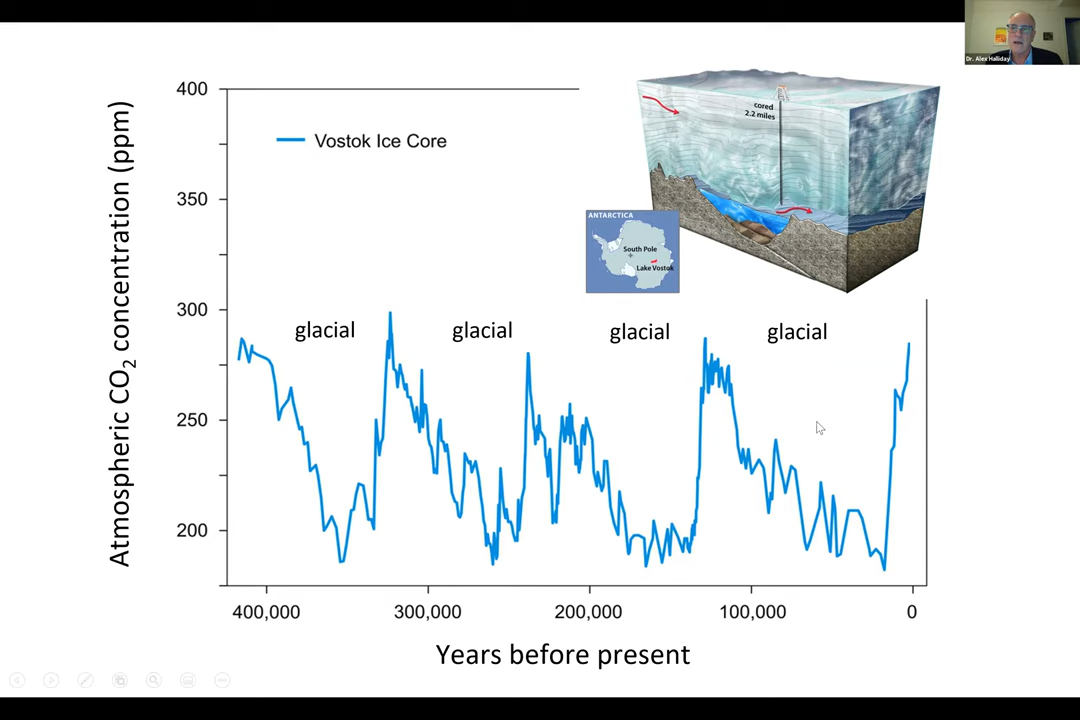 Dr. Alex Halliday
Atmospheric CO2 concentration (ppm)
400
350
300
250
200
Vostok Ice Core
cored
2.2 miles
ANTARCTICA
South Pole
Lake Vostok
glacial
glacial
glacial
glacial
400,000
300,000
200,000
100,000
0
Years before present